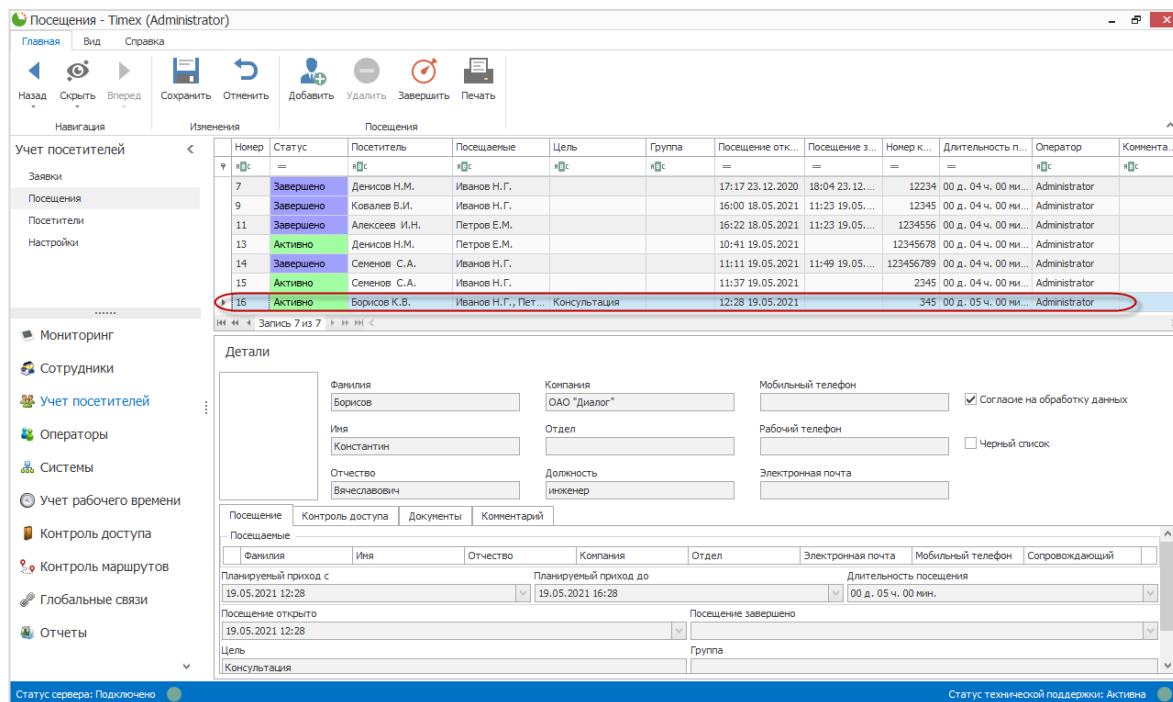 Посещения - Timex (Administrator)
Главная Вид Справка
Назад Скрыть Вперед Сохранить Отменить Добавить Удалить Завершить Печать
Навигация Изменения Посещения
Учет посетителей
Заявки
Посещения
Посетители
Настройки
Мониторинг
Сотрудники
Учет посетителей
Операторы
Системы
Учет рабочего времени
Контроль доступа
Контроль маршрутов
Глобальные связи
Отчеты
Номер Статус Посетитель Посещаемые Цель Группа Посещение отк... Посещение з... Номер к... Длительность п... Оператор Коммента...
7 Завершено Денисов Н.М. Иванов Н.Г. 17:17 23.12.2020 18:04 23.12.... 12234 00 д. 04 ч. 00 ми... Administrator
9 Завершено Ковалев В.И. Иванов Н.Г. 16:00 18.05.2021 11:23 19.05.... 12345 00 д. 04 ч. 00 ми... Administrator
11 Завершено Алексеев И.Н. Петров Е.М. 16:22 18.05.2021 11:23 19.05.... 1234556 00 д. 04 ч. 00 ми... Administrator
13 Активно Денисов Н.М. Петров Е.М. 10:41 19.05.2021 12345678 00 д. 04 ч. 00 ми... Administrator
14 Завершено Семенов С.А. Иванов Н.Г. 11:11 19.05.2021 11:49 19.05.... 123456789 00 д. 04 ч. 00 ми... Administrator
15 Активно Семенов С.А. Иванов Н.Г. 11:37 19.05.2021 2345 00 д. 04 ч. 00 ми... Administrator
16 Активно Борисов К.В. Иванов Н.Г., Пет... Консультация 12:28 19.05.2021 345 00 д. 05 ч. 00 ми... Administrator
Запись 7 из 7
Детали
Фамилия Компания Мобильный телефон
Борисов ОАО "Диалог" Согласие на обработку данных
Имя Отдел Рабочий телефон
Константин Черный список
Отчество Должность Электронная почта
Вячеславович инженер
Посещение Контроль доступа Документы Комментарий
Посещаемые
Фамилия Имя Отчество Компания Отдел Электронная почта Мобильный телефон Сопровождающий
Планируемый приход с Планируемый приход до Длительность посещения
19.05.2021 12:28 19.05.2021 16:28 00 д. 05 ч. 00 мин.
Посещение открыто Посещение завершено
19.05.2021 12:28
Цель Группа
Консультация
Статус сервера: Подключено Статус технической поддержки: Активна